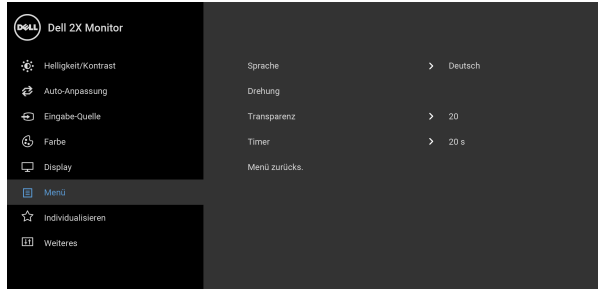 DELL Dell 2X Monitor
Helligkeit/Kontrast
Auto-Anpassung
Eingabe-Quelle
Farbe
Display
Menü
Individualisieren
Weiteres
Sprache > Deutsch
Drehung
Transparenz > 20
Timer > 20 s
Menü zurücks.